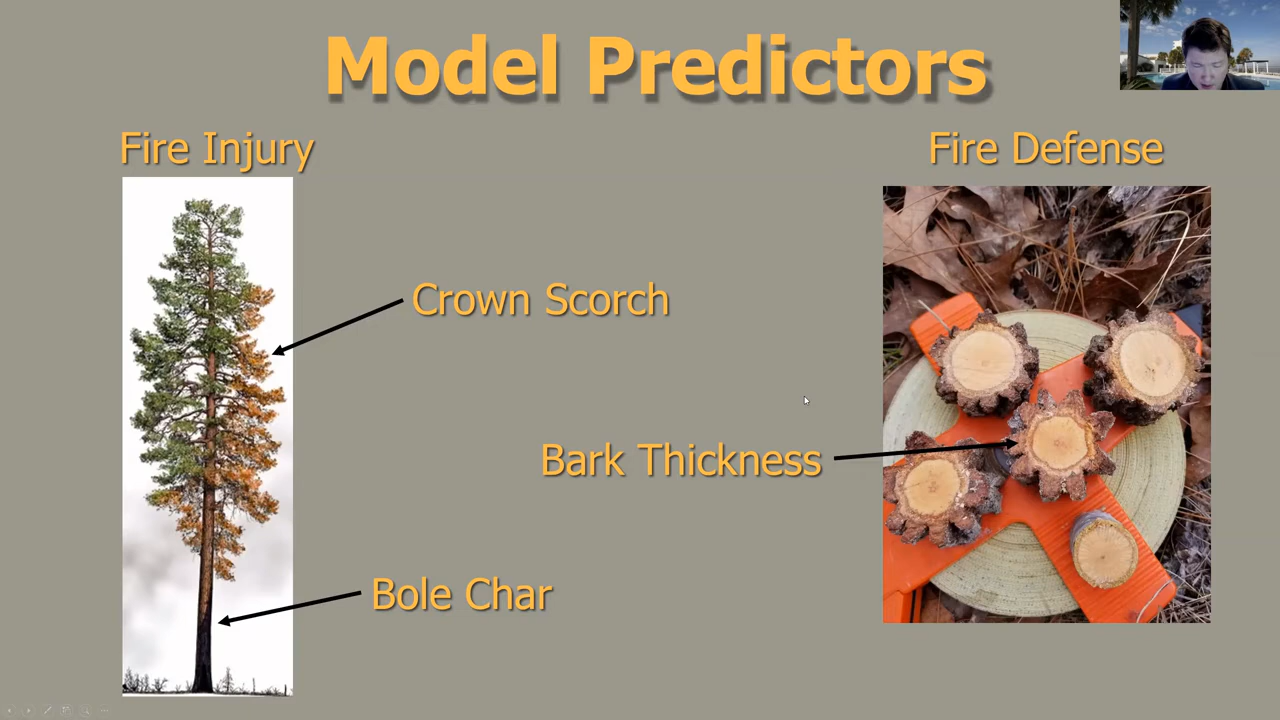 Model Predictors
Fire Injury
Fire Defense
Crown Scorch
Bark Thickness
Bole Char